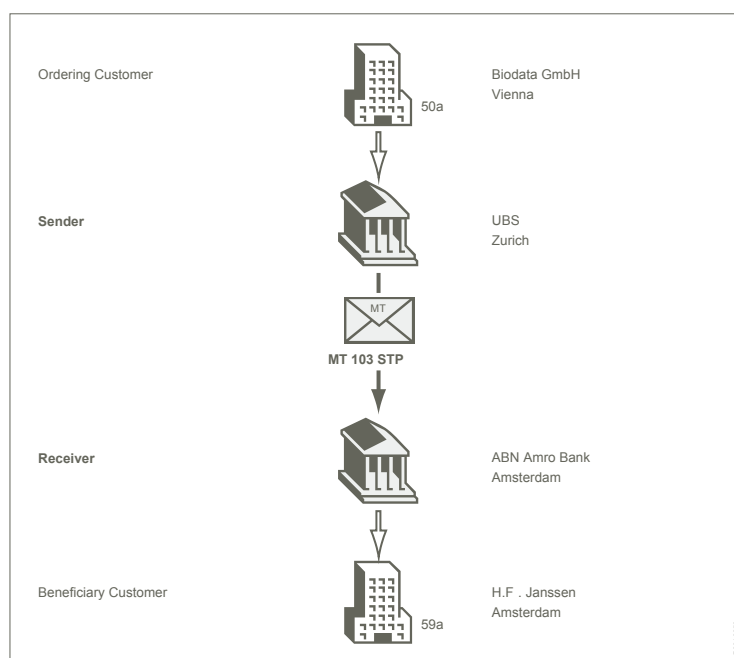 Ordering Customer
50a
Biodata GmbH
Vienna
Sender
UBS
Zurich
MT
MT 103 STP
Receiver
ABN Amro Bank
Amsterdam
Beneficiary Customer
59a
H.F . Janssen
Amsterdam